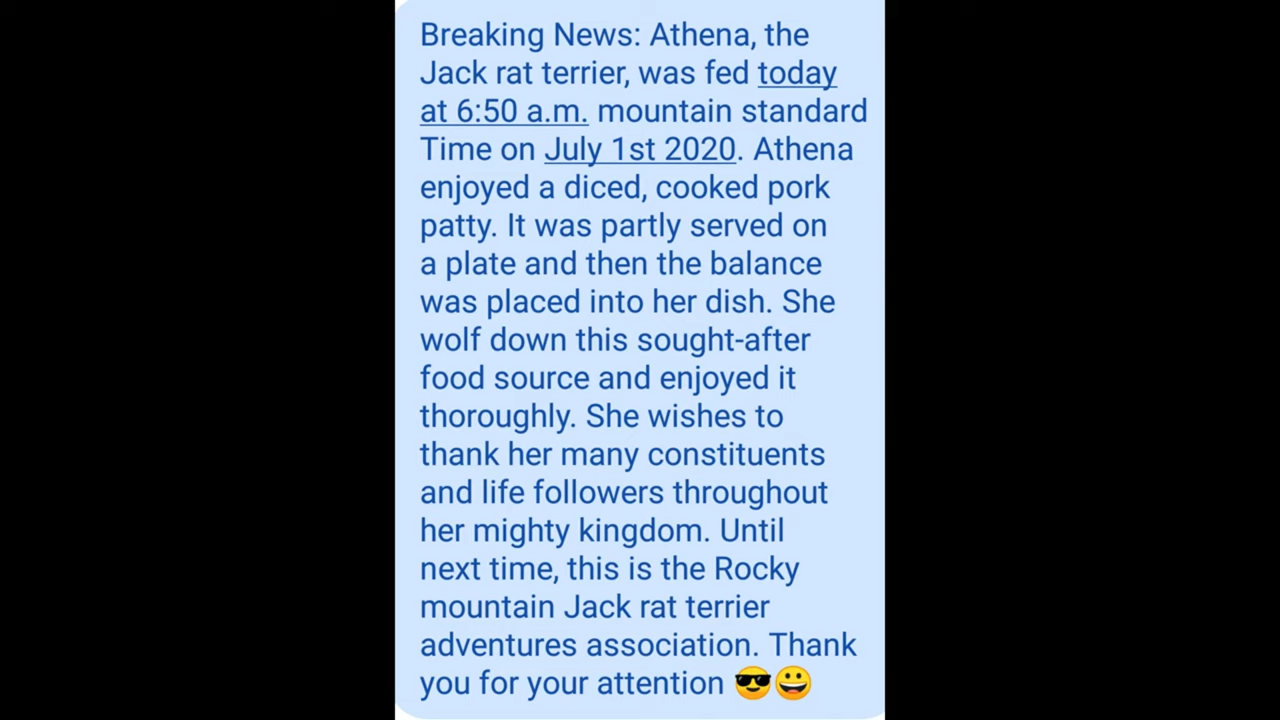 Breaking News: Athena, the
Jack rat terrier, was fed today
at 6:50 a.m. mountain standard
Time on July 1st 2020. Athena
enjoyed a diced, cooked pork
patty. It was partly served on
a plate and then the balance
was placed into her dish. She
wolf down this sought-after
food source and enjoyed it
thoroughly. She wishes to
thank her many constituents
and life followers throughout
her mighty kingdom. Until
next time, this is the Rocky
mountain Jack rat terrier
adventures association. Thank
you for your attention 😎😀